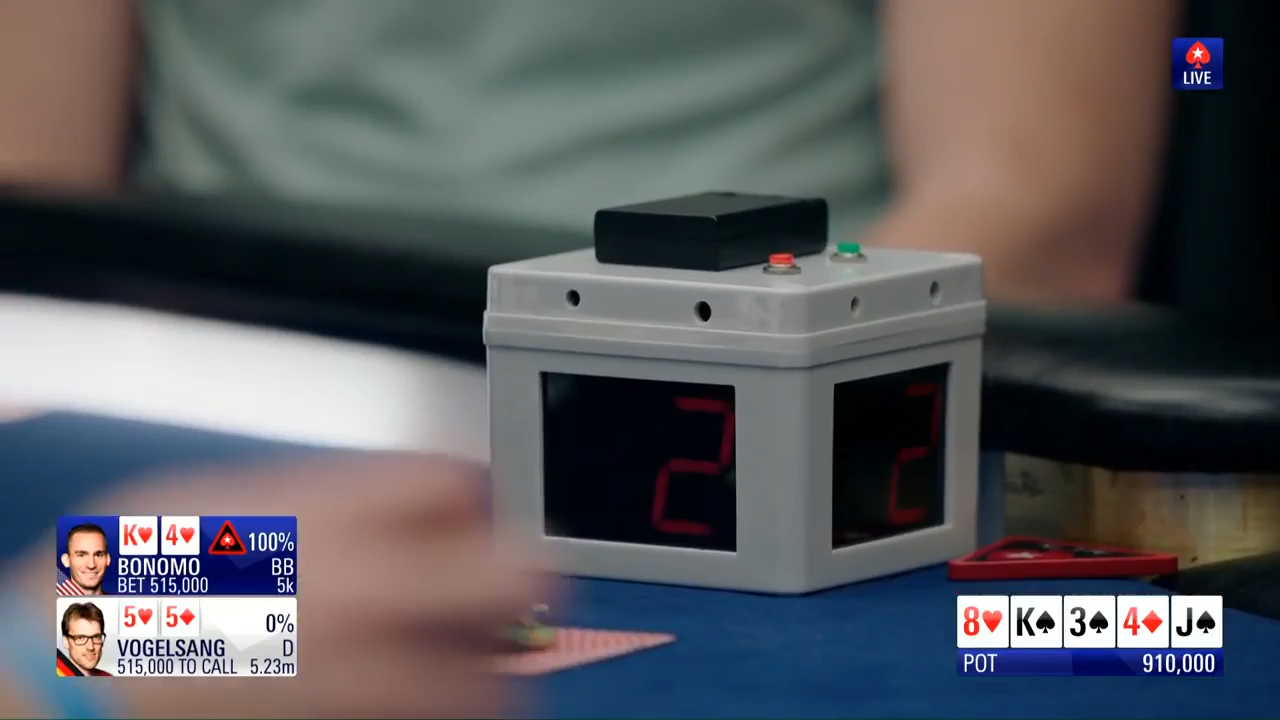 LIVE
2
2
K♥ 4♥ 100%
BONOMO BB
BET 515,000 5k
5♥ 5♦ 0%
VOGELSANG D
515,000 TO CALL 5.23m
8♥ K♠ 3♠ 4♦ J♠
POT 910,000